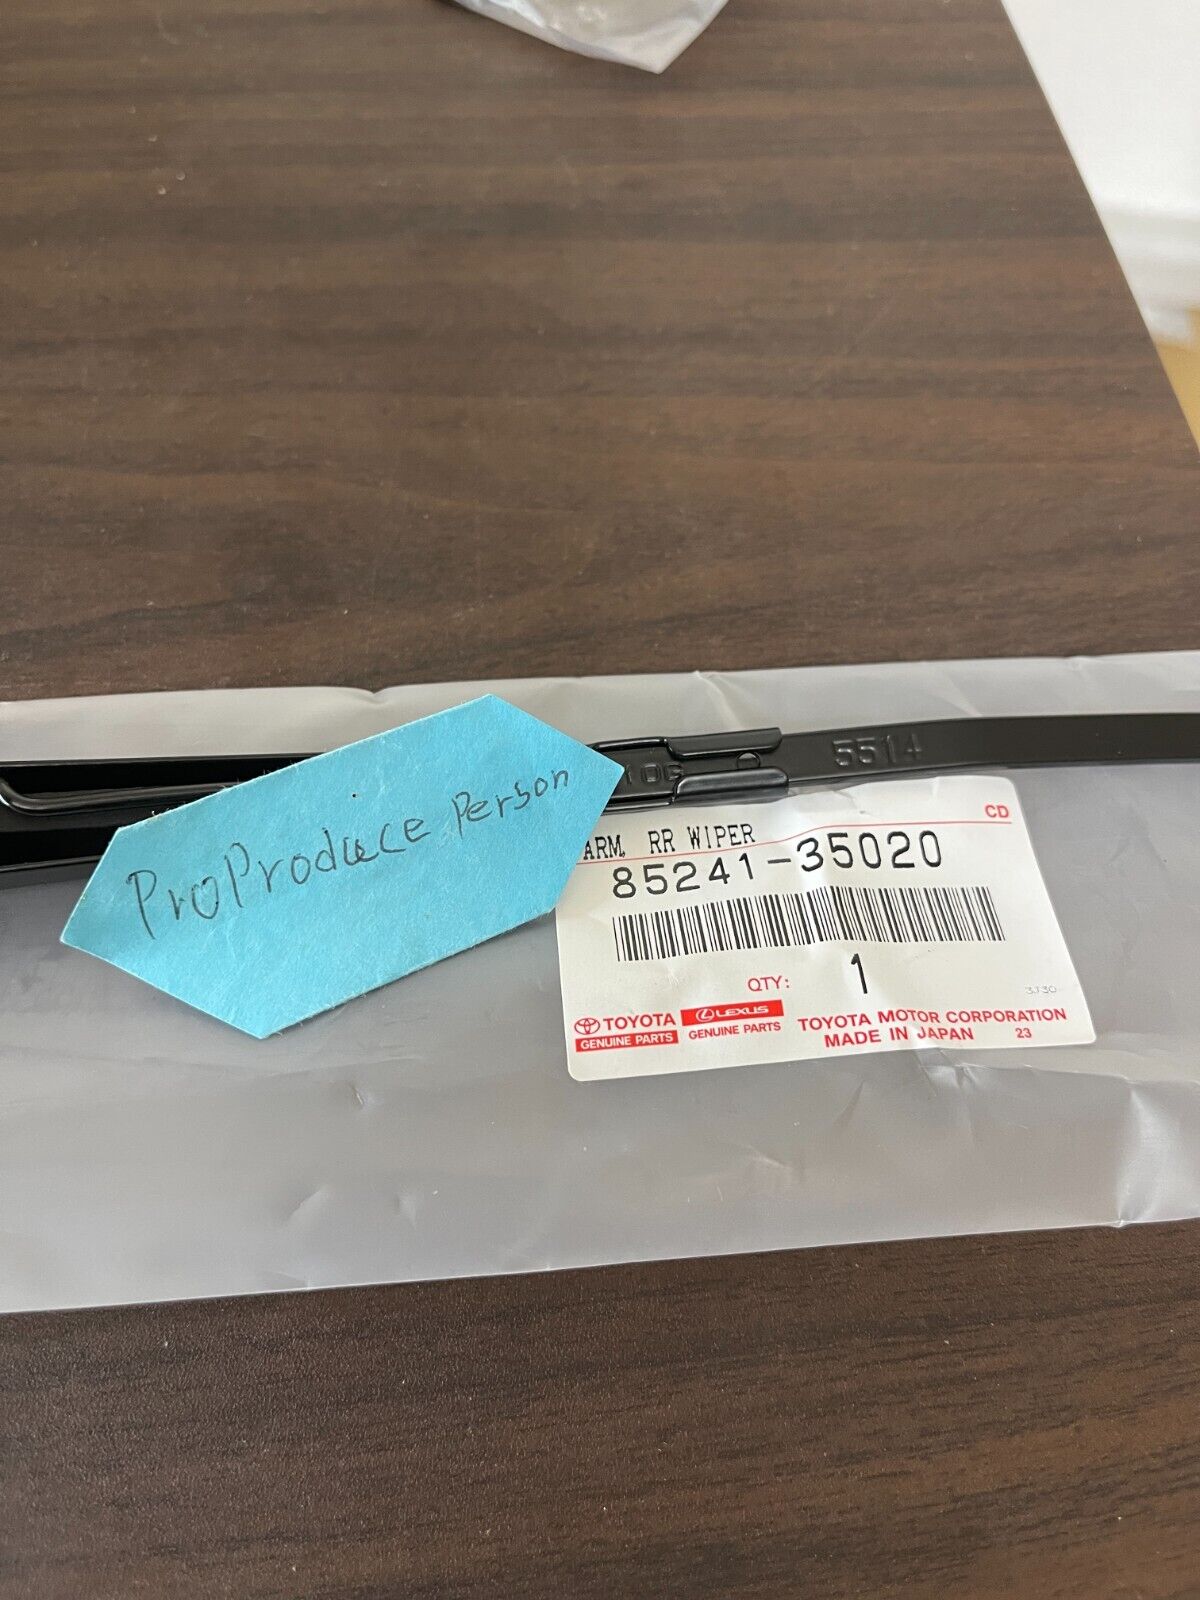 5514
10G
ProProduce Person
CD
ARM, RR WIPER
85241-35020
QTY: 1
3J30
TOYOTA
GENUINE PARTS
LEXUS
GENUINE PARTS
TOYOTA MOTOR CORPORATION
MADE IN JAPAN 23